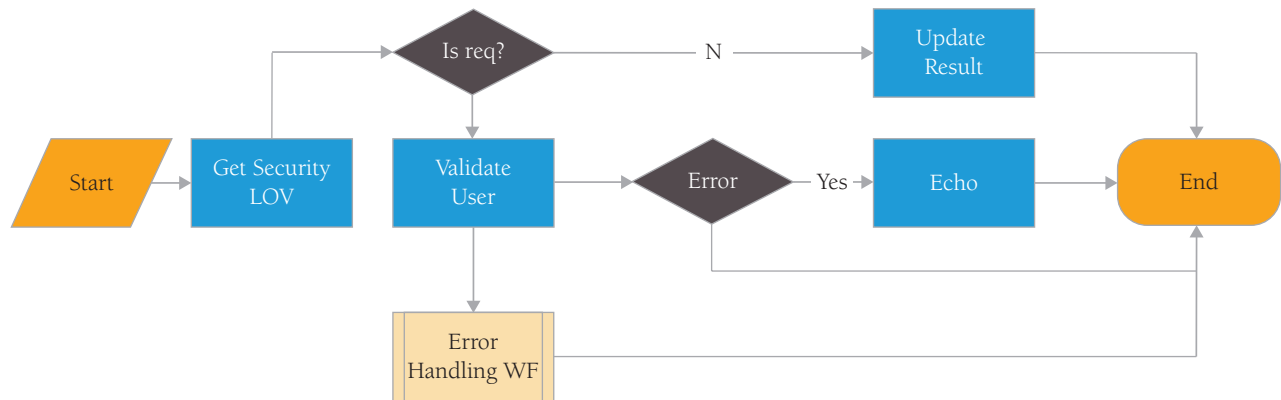 Is req?
N
Update
Result
Start
Get Security
LOV
Validate
User
Error
Yes
Echo
End
Error
Handling WF